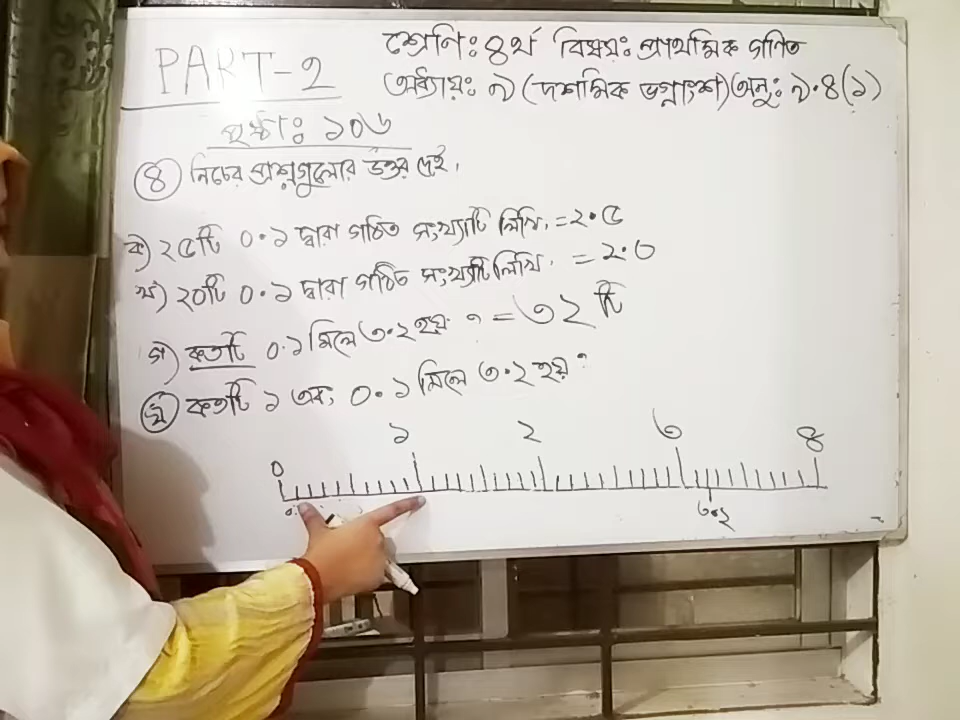 PART-2
শ্রেণি: ৪র্থ বিষয়: প্রাথমিক গণিত
অধ্যায়: ৯ (দশমিক ভগ্নাংশ) অনু: ৯.৪(১)
পৃষ্ঠা: ১০৬
৪ নিচের প্রশ্নগুলোর উত্তর দেই।
ক) ২৫টি ০.১ দ্বারা গঠিত সংখ্যাটি লিখি। = ২.৫
খ) ২০টি ০.১ দ্বারা গঠিত সংখ্যাটি লিখি। = ২.০
গ) কতটি ০.১ মিলে ৩.২ হয় ? = ৩২ টি
ঘ) কতটি ১ এবং ০.১ মিলে ৩.২ হয় ?
০ ১ ২ ৩ ৪
৩.২